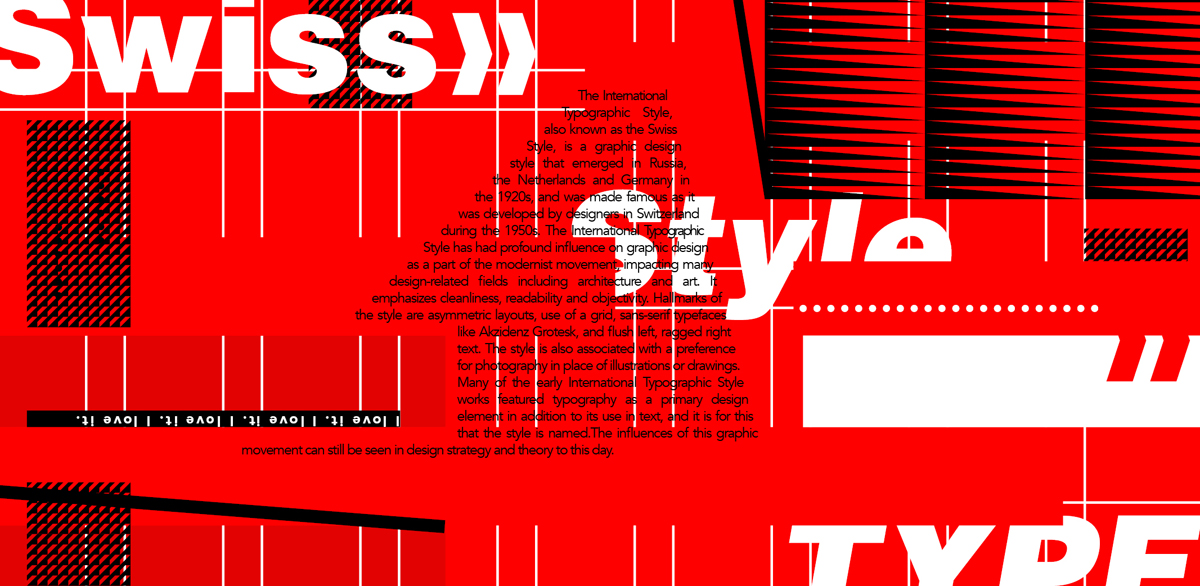 Swiss»
The International
Typographic Style,
also known as the Swiss
Style, is a graphic design
style that emerged in Russia,
the Netherlands and Germany in
the 1920s, and was made famous as it
was developed by designers in Switzerland
during the 1950s. The International Typographic
Style has had profound influence on graphic design
as a part of the modernist movement, impacting many
design-related fields including architecture and art. It
emphasizes cleanliness, readability and objectivity. Hallmarks of
the style are asymmetric layouts, use of a grid, sans-serif typefaces
like Akzidenz Grotesk, and flush left, ragged right
text. The style is also associated with a preference
for photography in place of illustrations or drawings.
Many of the early International Typographic Style
works featured typography as a primary design
element in addition to its use in text, and it is for this
that the style is named.The influences of this graphic
movement can still be seen in design strategy and theory to this day.
Style
»
I love it. I love it. I love it. I love it.
TYPE